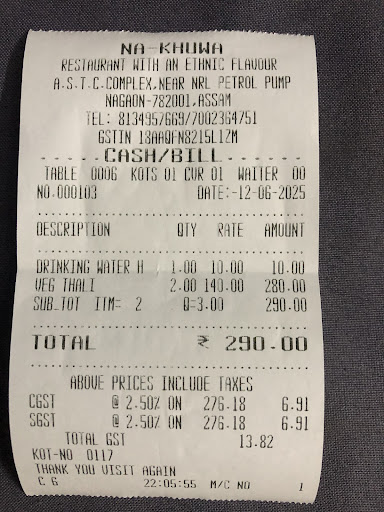 NA-KHUWA
RESTAURANT WITH AN ETHNIC FLAVOUR
A.S.T.C.COMPLEX,NEAR NRL PETROL PUMP
NAGAON-782001,ASSAM
TEL: 8134957669/7002364751
GSTIN 18AAQFN8215L1ZM
.....CASH/BILL.....
TABLE 0006 KOTS 01 CVR 01 WAITER 00
NO.000103 DATE:-12-06-2025
DESCRIPTION QTY RATE AMOUNT
DRINKING WATER H 1.00 10.00 10.00
VEG THALI 2.00 140.00 280.00
SUB_TOT ITM= 2 Q=3.00 290.00
TOTAL ₹ 290.00
ABOVE PRICES INCLUDE TAXES
CGST @ 2.50% ON 276.18 6.91
SGST @ 2.50% ON 276.18 6.91
TOTAL GST 13.82
KOT-NO 0117
THANK YOU VISIT AGAIN
C G 22:05:55 M/C NO 1